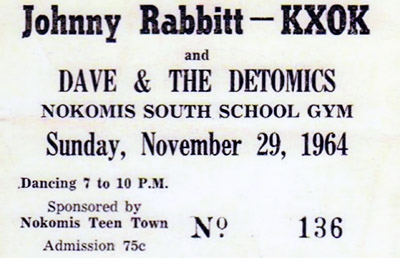 Johnny Rabbitt — KXOK
and
DAVE & THE DETOMICS
NOKOMIS SOUTH SCHOOL GYM
Sunday, November 29, 1964
Dancing 7 to 10 P.M.
Sponsored by
Nokomis Teen Town
Admission 75c
Nº 136